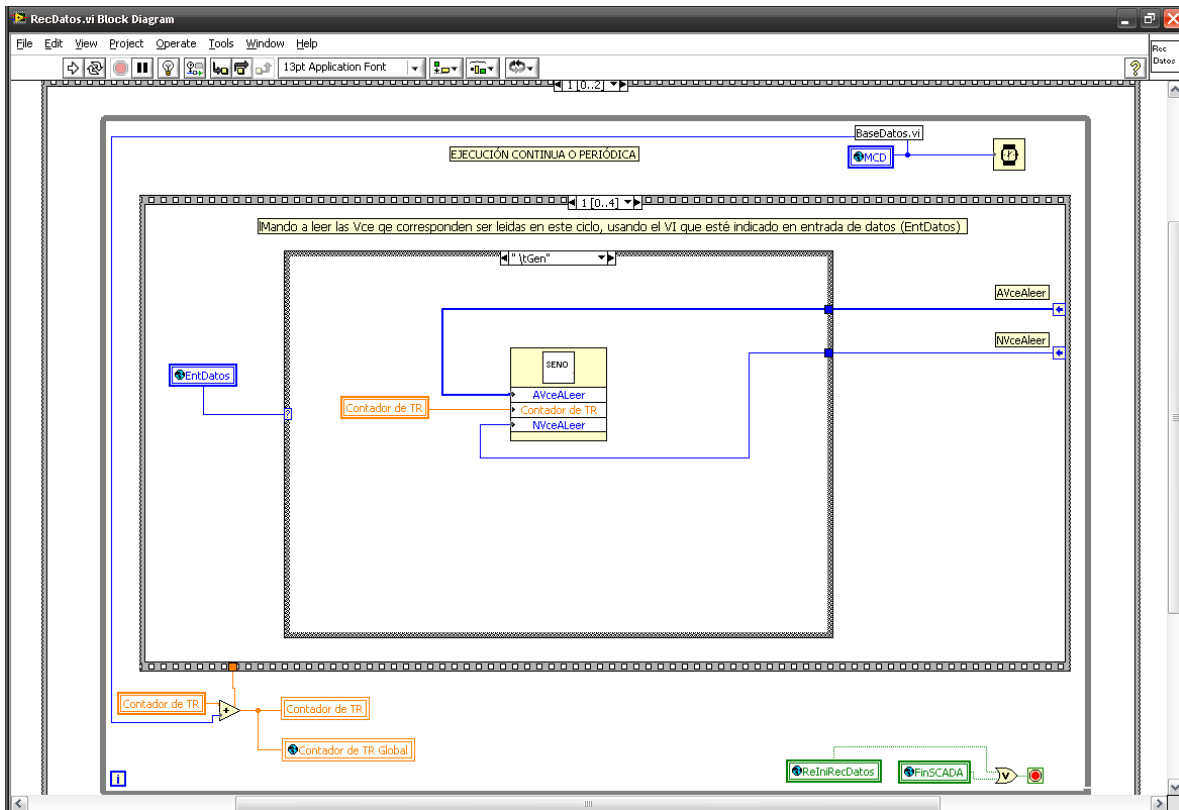 RecDatos.vi Block Diagram
File Edit View Project Operate Tools Window Help
Rec
Datos
13pt Application Font
?
1 [0..2]
BaseDatos.vi
EJECUCIÓN CONTINUA O PERIÓDICA
MCD
1 [0..4]
Mando a leer las Vce qe corresponden ser leidas en este ciclo, usando el VI que esté indicado en entrada de datos (EntDatos)
" \tGen"
AVceAleer
NVceAleer
SENO
EntDatos
AVceALeer
Contador de TR
Contador de TR
NVceALeer
?
Contador de TR
+
Contador de TR
Contador de TR Global
i
ReIniRecDatos
FinSCADA
V